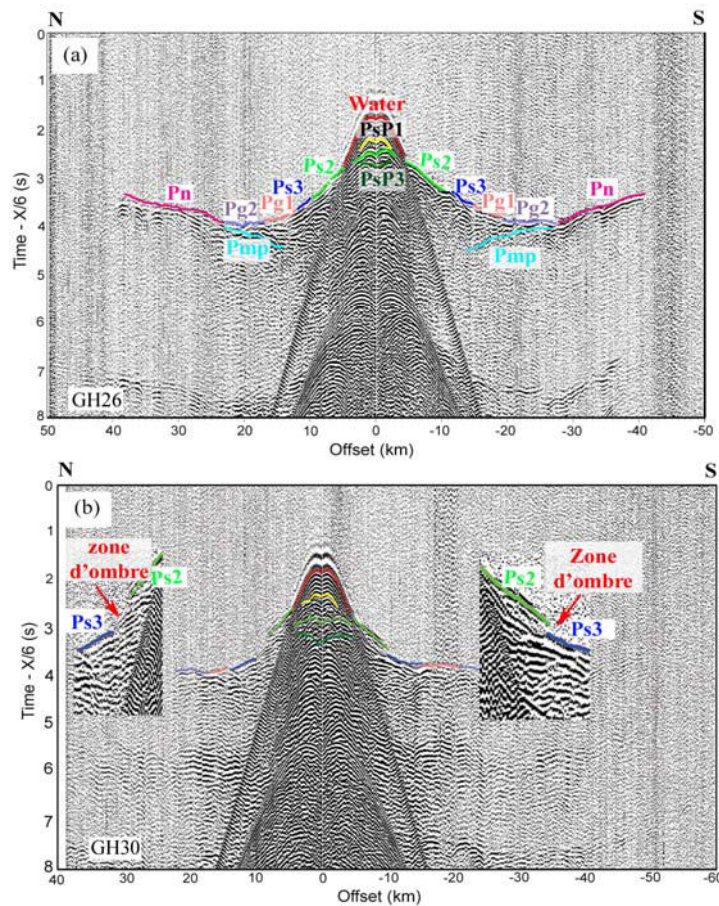 N S
(a)
Water
PsP1
Ps2 Ps2
PsP3
Ps3 Ps3
Pn Pn
Pg2 Pg1 Pg1 Pg2
Pmp Pmp
0
1
2
3
4
5
6
7
8
Time - X/6 (s)
GH26
50 40 30 20 10 0 -10 -20 -30 -40 -50
Offset (km)
N S
(b)
zone
d'ombre
Ps2
Ps3
Zone
d'ombre
Ps2
Ps3
0
1
2
3
4
5
6
7
8
Time - X/6 (s)
GH30
40 30 20 10 0 -10 -20 -30 -40 -50 -60
Offset (km)